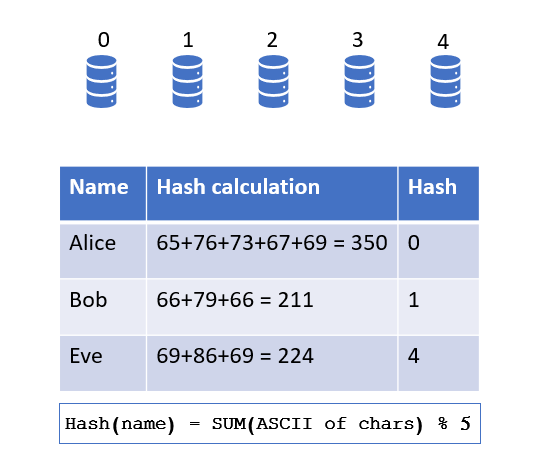 0 1 2 3 4
Name Hash calculation Hash
Alice 65+76+73+67+69 = 350 0
Bob 66+79+66 = 211 1
Eve 69+86+69 = 224 4
Hash(name) = SUM(ASCII of chars) % 5